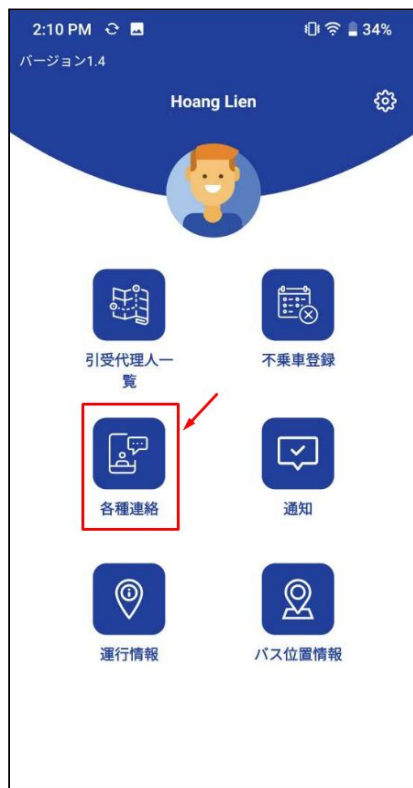 2:10 PM 34%
バージョン1.4
Hoang Lien
引受代理人一
覧
不乗車登録
各種連絡
通知
運行情報
バス位置情報